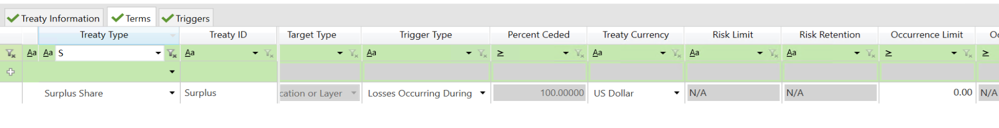 Treaty Information Terms Triggers
Treaty Type Treaty ID Target Type Trigger Type Percent Ceded Treaty Currency Risk Limit Risk Retention Occurrence Limit Oc
Aa Aa S Aa Aa ≥ Aa Aa Aa ≥ ≥
Surplus Share Surplus cation or Layer Losses Occurring During 100.00000 US Dollar N/A N/A 0.00 N/A